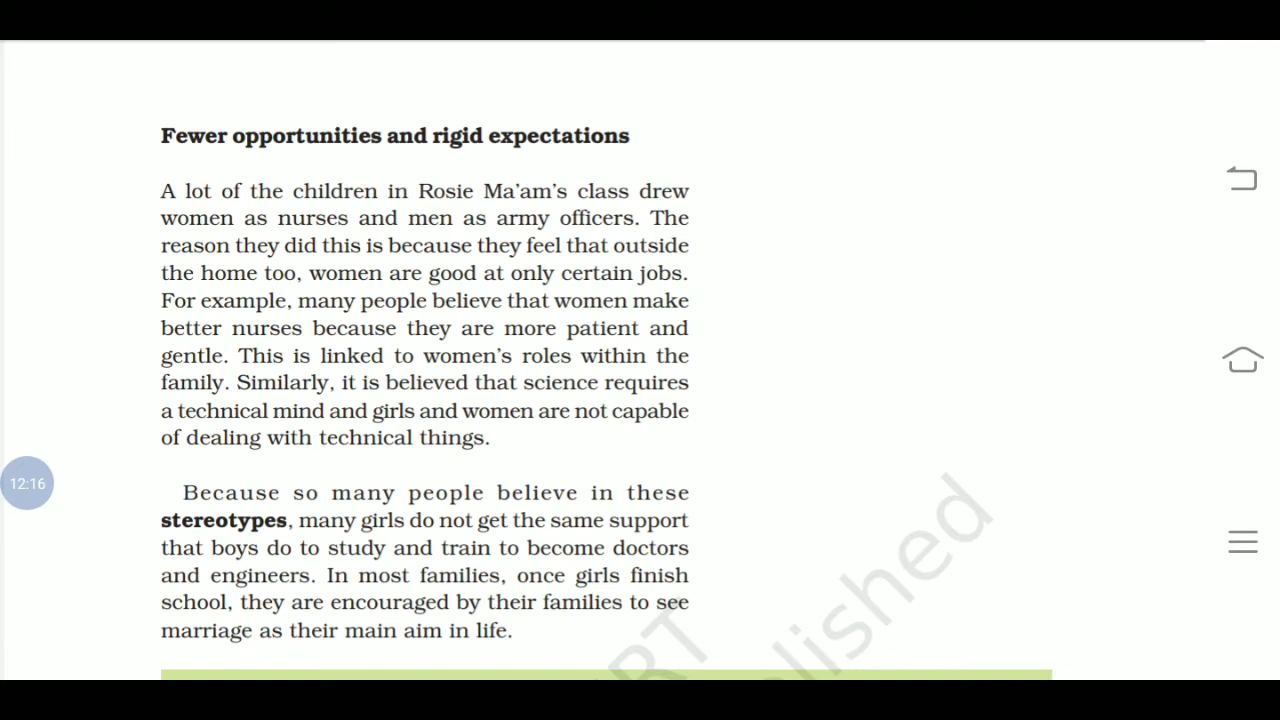 Fewer opportunities and rigid expectations
A lot of the children in Rosie Ma'am's class drew
women as nurses and men as army officers. The
reason they did this is because they feel that outside
the home too, women are good at only certain jobs.
For example, many people believe that women make
better nurses because they are more patient and
gentle. This is linked to women's roles within the
family. Similarly, it is believed that science requires
a technical mind and girls and women are not capable
of dealing with technical things.
Because so many people believe in these
stereotypes, many girls do not get the same support
that boys do to study and train to become doctors
and engineers. In most families, once girls finish
school, they are encouraged by their families to see
marriage as their main aim in life.
12:16